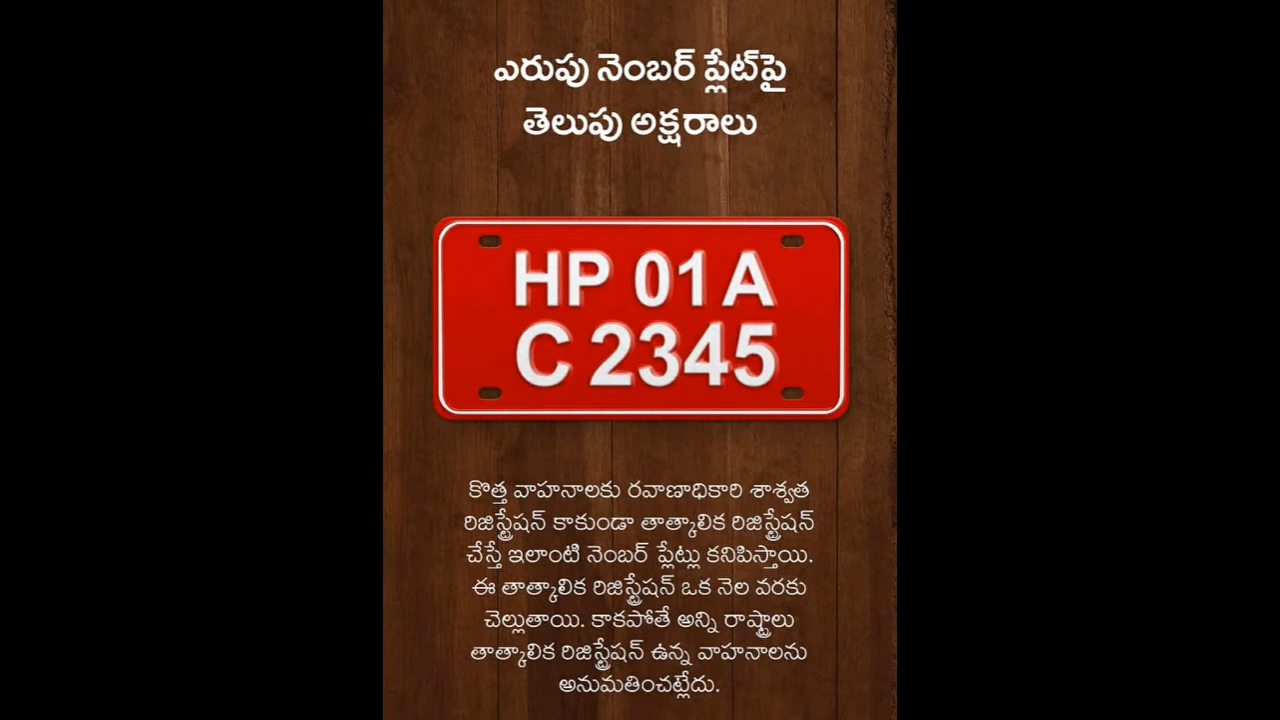 ఎరుపు నెంబర్ ప్లేట్‌పై
తెలుపు అక్షరాలు
HP 01 A
C 2345
కొత్త వాహనాలకు రవాణాధికారి శాశ్వత
రిజిస్ట్రేషన్ కాకుండా తాత్కాలిక రిజిస్ట్రేషన్
చేస్తే ఇలాంటి నెంబర్ ప్లేట్లు కనిపిస్తాయి.
ఈ తాత్కాలిక రిజిస్ట్రేషన్ ఒక నెల వరకు
చెల్లుతాయి. కాకపోతే అన్ని రాష్ట్రాలు
తాత్కాలిక రిజిస్ట్రేషన్ ఉన్న వాహనాలను
అనుమతించట్లేదు.